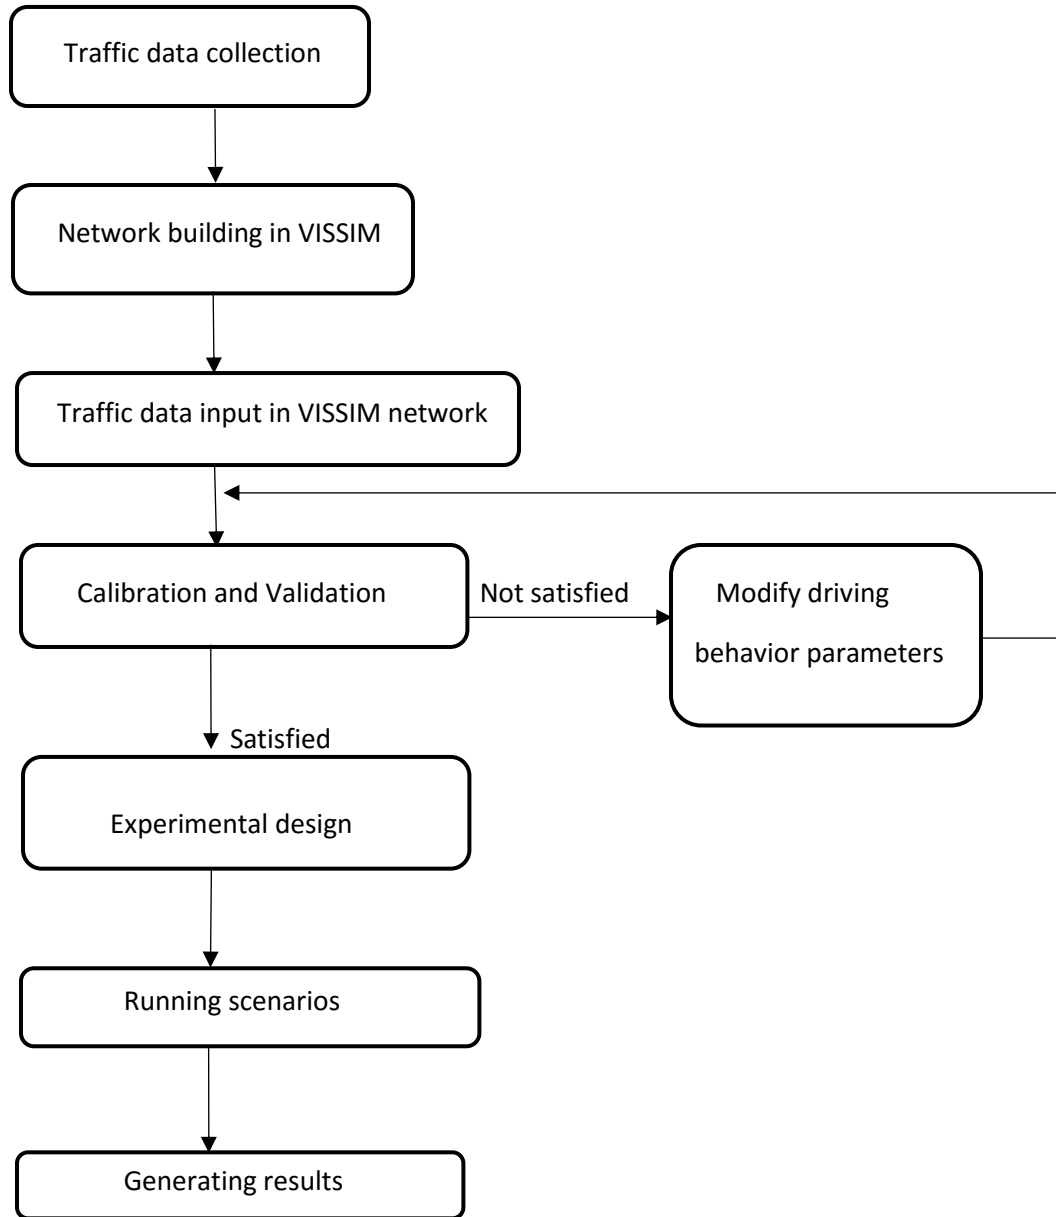 Traffic data collection
Network building in VISSIM
Traffic data input in VISSIM network
Calibration and Validation
Not satisfied
Modify driving
behavior parameters
Satisfied
Experimental design
Running scenarios
Generating results